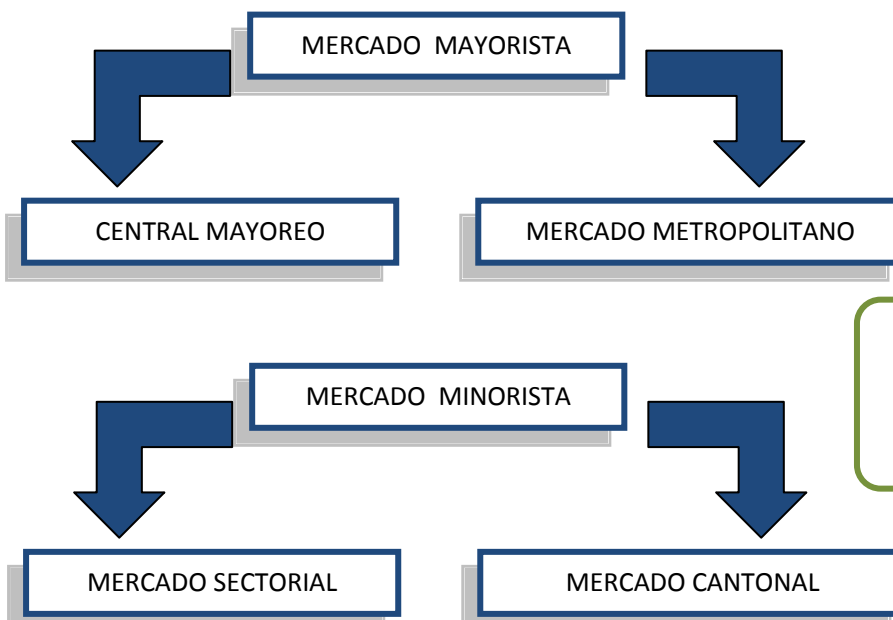 MERCADO MAYORISTA
CENTRAL MAYOREO
MERCADO METROPOLITANO
MERCADO MINORISTA
MERCADO SECTORIAL
MERCADO CANTONAL